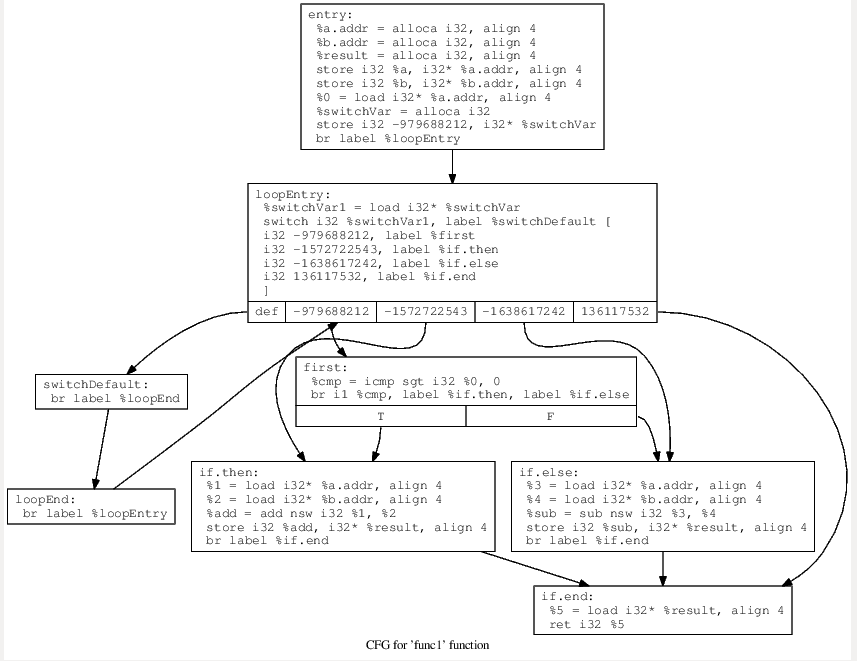 entry:
%a.addr = alloca i32, align 4
%b.addr = alloca i32, align 4
%result = alloca i32, align 4
store i32 %a, i32* %a.addr, align 4
store i32 %b, i32* %b.addr, align 4
%0 = load i32* %a.addr, align 4
%switchVar = alloca i32
store i32 -979688212, i32* %switchVar
br label %loopEntry
loopEntry:
%switchVar1 = load i32* %switchVar
switch i32 %switchVar1, label %switchDefault [
i32 -979688212, label %first
i32 -1572722543, label %if.then
i32 -1638617242, label %if.else
i32 136117532, label %if.end
]
def -979688212 -1572722543 -1638617242 136117532
first:
%cmp = icmp sgt i32 %0, 0
br i1 %cmp, label %if.then, label %if.else
T F
switchDefault:
br label %loopEnd
loopEnd:
br label %loopEntry
if.then:
%1 = load i32* %a.addr, align 4
%2 = load i32* %b.addr, align 4
%add = add nsw i32 %1, %2
store i32 %add, i32* %result, align 4
br label %if.end
if.else:
%3 = load i32* %a.addr, align 4
%4 = load i32* %b.addr, align 4
%sub = sub nsw i32 %3, %4
store i32 %sub, i32* %result, align 4
br label %if.end
if.end:
%5 = load i32* %result, align 4
ret i32 %5
CFG for 'func1' function